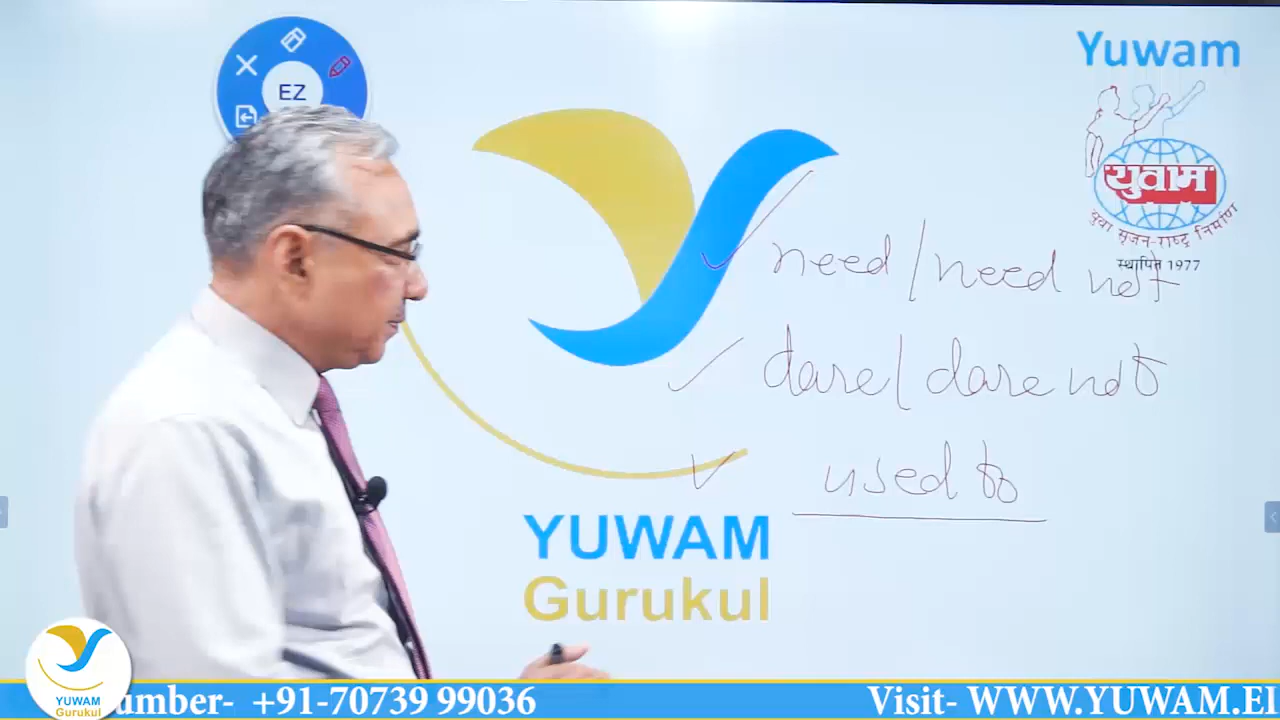 Yuwam
EZ
युवाम
युवा सृजन-राष्ट्र निर्माण
स्थापित 1977
need/need not
dare/dare not
used to
YUWAM
Gurukul
YUWAM
Gurukul
umber- +91-70739 99036
Visit- WWW.YUWAM.EI